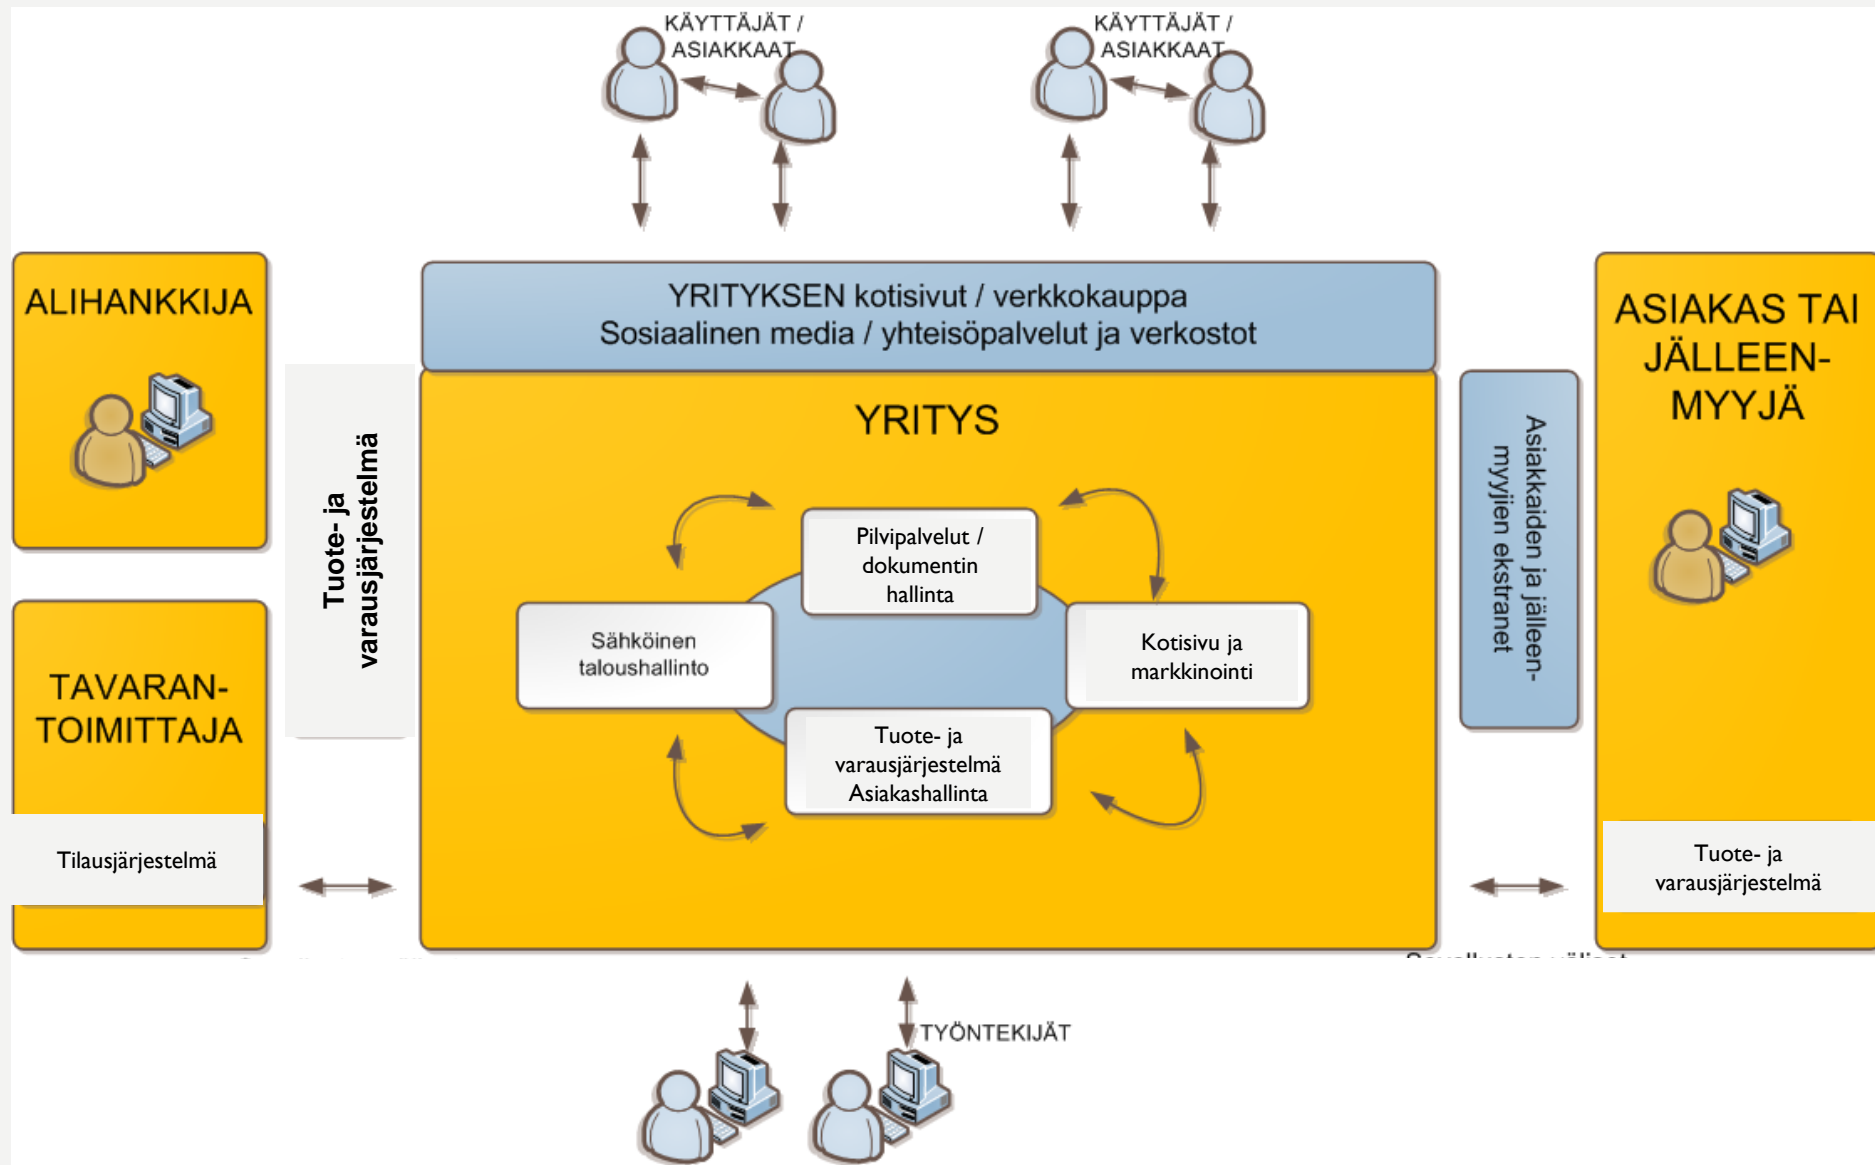 KÄYTTÄJÄT /
ASIAKKAAT
KÄYTTÄJÄT /
ASIAKKAAT
ALIHANKKIJA
YRITYKSEN kotisivut / verkkokauppa
Sosiaalinen media / yhteisöpalvelut ja verkostot
ASIAKAS TAI
JÄLLEEN-
MYYJÄ
Tuote- ja
varausjärjestelmä
YRITYS
Asiakkaiden ja jälleen-
myyjien ekstranet
Pilvipalvelut /
dokumentin
hallinta
Sähköinen
taloushallinto
Kotisivu ja
markkinointi
Tuote- ja
varausjärjestelmä
Asiakashallinta
TAVARAN-
TOIMITTAJA
Tilausjärjestelmä
Tuote- ja
varausjärjestelmä
TYÖNTEKIJÄT